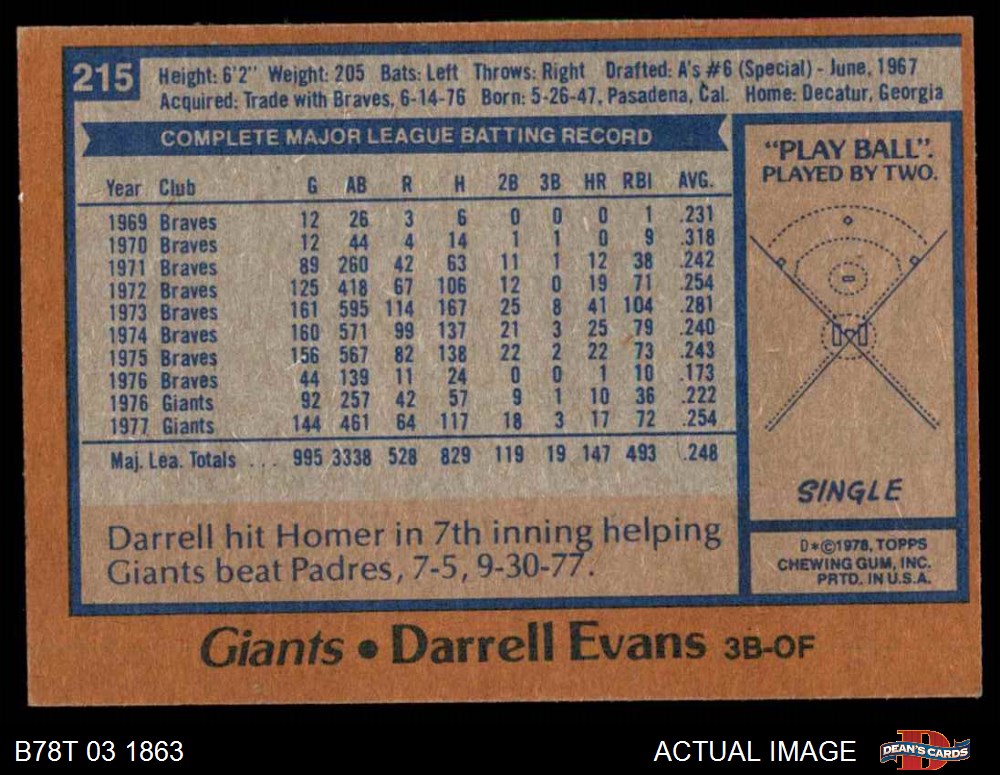 215
Height: 6'2" Weight: 205 Bats: Left Throws: Right Drafted: A's #6 (Special) - June, 1967
Acquired: Trade with Braves, 6-14-76 Born: 5-26-47, Pasadena, Cal. Home: Decatur, Georgia
COMPLETE MAJOR LEAGUE BATTING RECORD
Year Club G AB R H 2B 3B HR RBI AVG.
1969 Braves 12 26 3 6 0 0 0 1 .231
1970 Braves 12 44 4 14 1 1 0 9 .318
1971 Braves 89 260 42 63 11 1 12 38 .242
1972 Braves 125 418 67 106 12 0 19 71 .254
1973 Braves 161 595 114 167 25 8 41 104 .281
1974 Braves 160 571 99 137 21 3 25 79 .240
1975 Braves 156 567 82 138 22 2 22 73 .243
1976 Braves 44 139 11 24 0 0 1 10 .173
1976 Giants 92 257 42 57 9 1 10 36 .222
1977 Giants 144 461 64 117 18 3 17 72 .254
Maj. Lea. Totals ... 995 3338 528 829 119 19 147 493 .248
Darrell hit Homer in 7th inning helping
Giants beat Padres, 7-5, 9-30-77.
"PLAY BALL".
PLAYED BY TWO.
SINGLE
D*©1978, TOPPS
CHEWING GUM, INC.
PRTD. IN U.S.A.
Giants • Darrell Evans 3B-OF
B78T 03 1863
ACTUAL IMAGE
DEAN'S CARDS